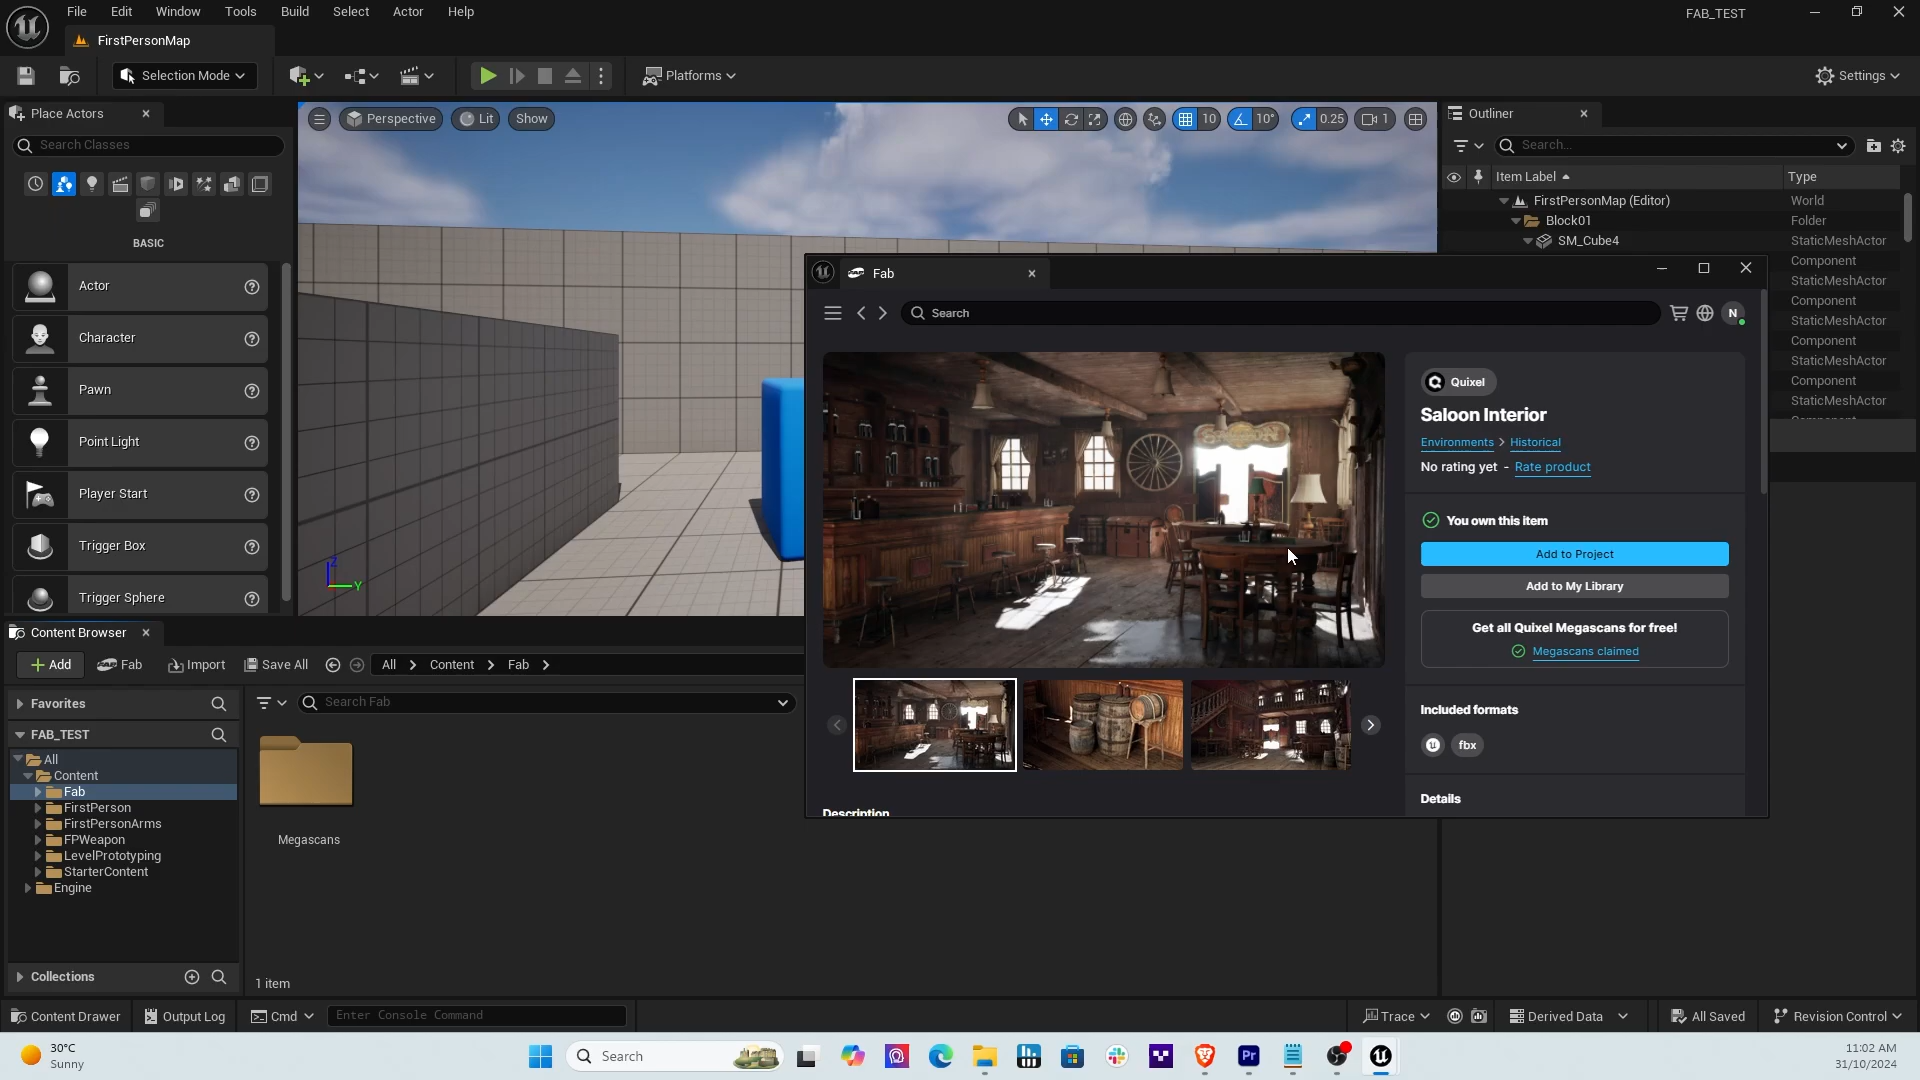 File Edit Window Tools Build Select Actor Help
FAB_TEST
FirstPersonMap
Selection Mode
Platforms
Settings
Place Actors
Search Classes
BASIC
Actor
Character
Pawn
Point Light
Player Start
Trigger Box
Trigger Sphere
Perspective Lit Show
10 10° 0.25 1
Z
Y
Outliner
Search...
Item Label Type
FirstPersonMap (Editor) World
Block01 Folder
SM_Cube4 StaticMeshActor
Component
StaticMeshActor
Component
StaticMeshActor
Component
StaticMeshActor
Component
StaticMeshActor
Fab
Search
N
Quixel
Saloon Interior
Environments > Historical
No rating yet - Rate product
You own this item
Add to Project
Add to My Library
Get all Quixel Megascans for free!
Megascans claimed
Included formats
fbx
Details
Description
Content Browser
Add Fab Import Save All All > Content > Fab >
Favorites
Search Fab
FAB_TEST
All
Content
Fab
FirstPerson
FirstPersonArms
FPWeapon
LevelPrototyping
StarterContent
Engine
Collections
Megascans
1 item
Content Drawer Output Log Cmd Enter Console Command
Trace Derived Data All Saved Revision Control
30°C
Sunny
Search
Pr
11:02 AM
31/10/2024